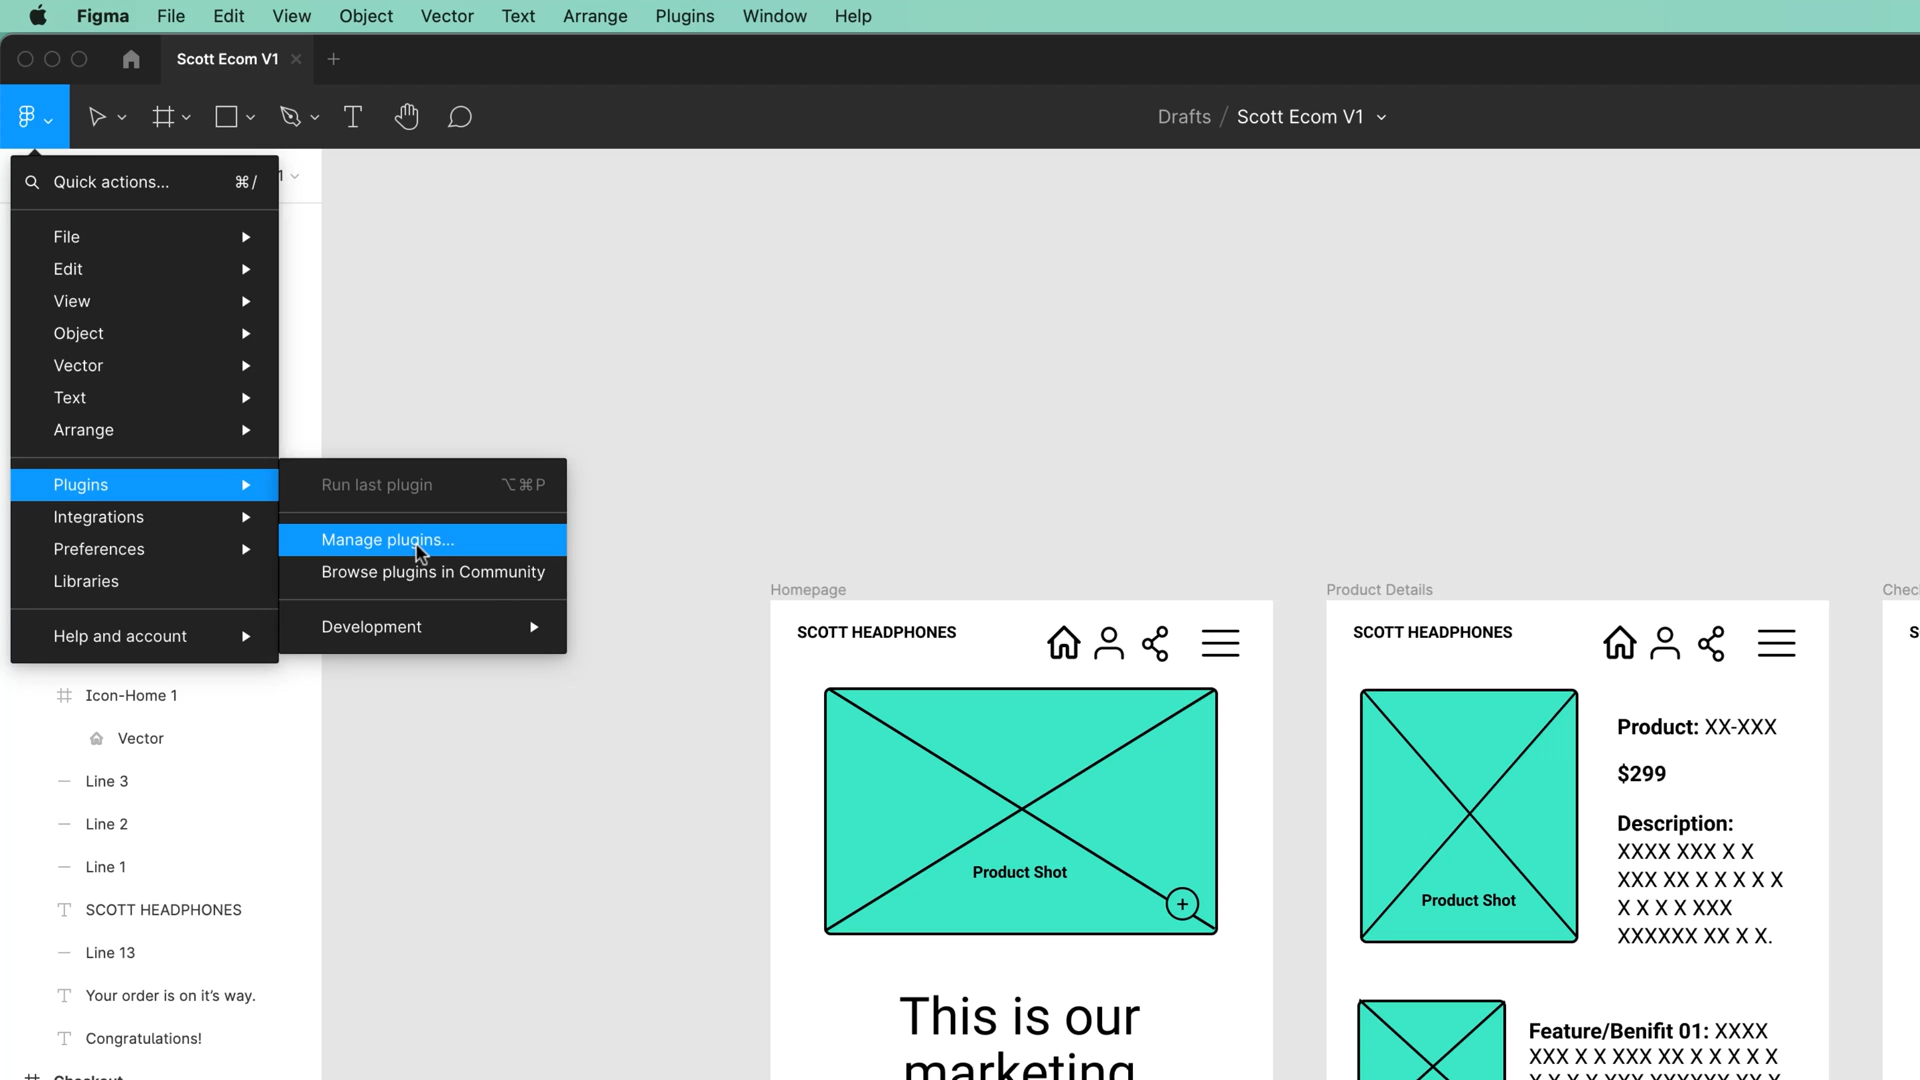 Figma File Edit View Object Vector Text Arrange Plugins Window Help
Scott Ecom V1
Drafts / Scott Ecom V1
Quick actions... ⌘/
File
Edit
View
Object
Vector
Text
Arrange
Plugins
Integrations
Preferences
Libraries
Help and account
Run last plugin ⌥⌘P
Manage plugins...
Browse plugins in Community
Development
Icon-Home 1
Vector
Line 3
Line 2
Line 1
SCOTT HEADPHONES
Line 13
Your order is on it’s way.
Congratulations!
Homepage
SCOTT HEADPHONES
Product Shot
This is our
marketing
Product Details
SCOTT HEADPHONES
Product Shot
Product: XX-XXX
$299
Description:
XXXX XXX X X
XXX XX X X X X X
X X X X XXX
XXXXXX XX X X.
Feature/Benifit 01: XXXX
XXX X X XXX XX X X X X X